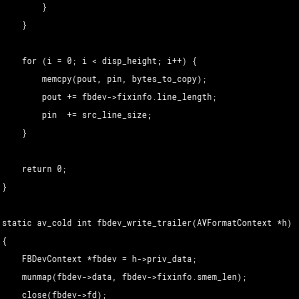 }
    }

    for (i = 0; i < disp_height; i++) {
        memcpy(pout, pin, bytes_to_copy);
        pout += fbdev->fixinfo.line_length;
        pin  += src_line_size;
    }

    return 0;
}

static av_cold int fbdev_write_trailer(AVFormatContext *h)
{
    FBDevContext *fbdev = h->priv_data;
    munmap(fbdev->data, fbdev->fixinfo.smem_len);
    close(fbdev->fd);